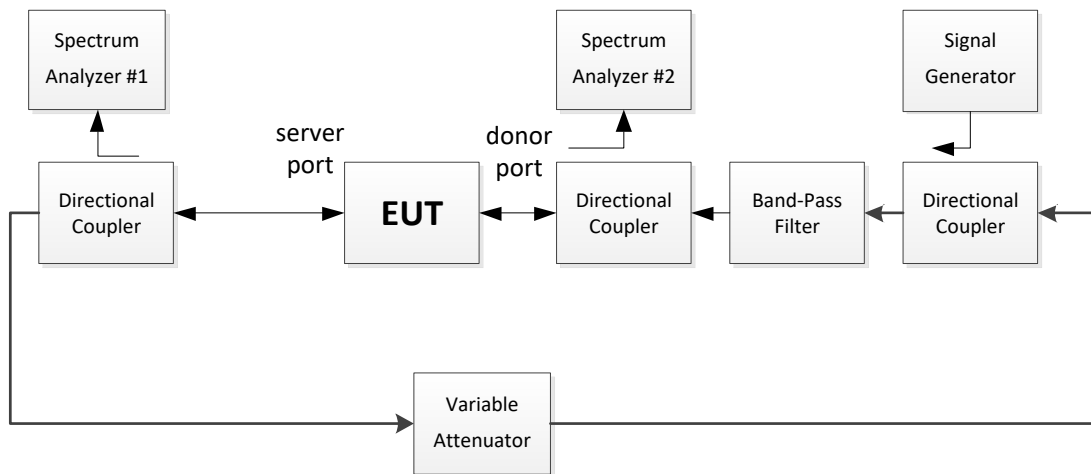 Spectrum
Analyzer #1
Spectrum
Analyzer #2
Signal
Generator
server
port
donor
port
Directional
Coupler
EUT
Directional
Coupler
Band-Pass
Filter
Directional
Coupler
Variable
Attenuator